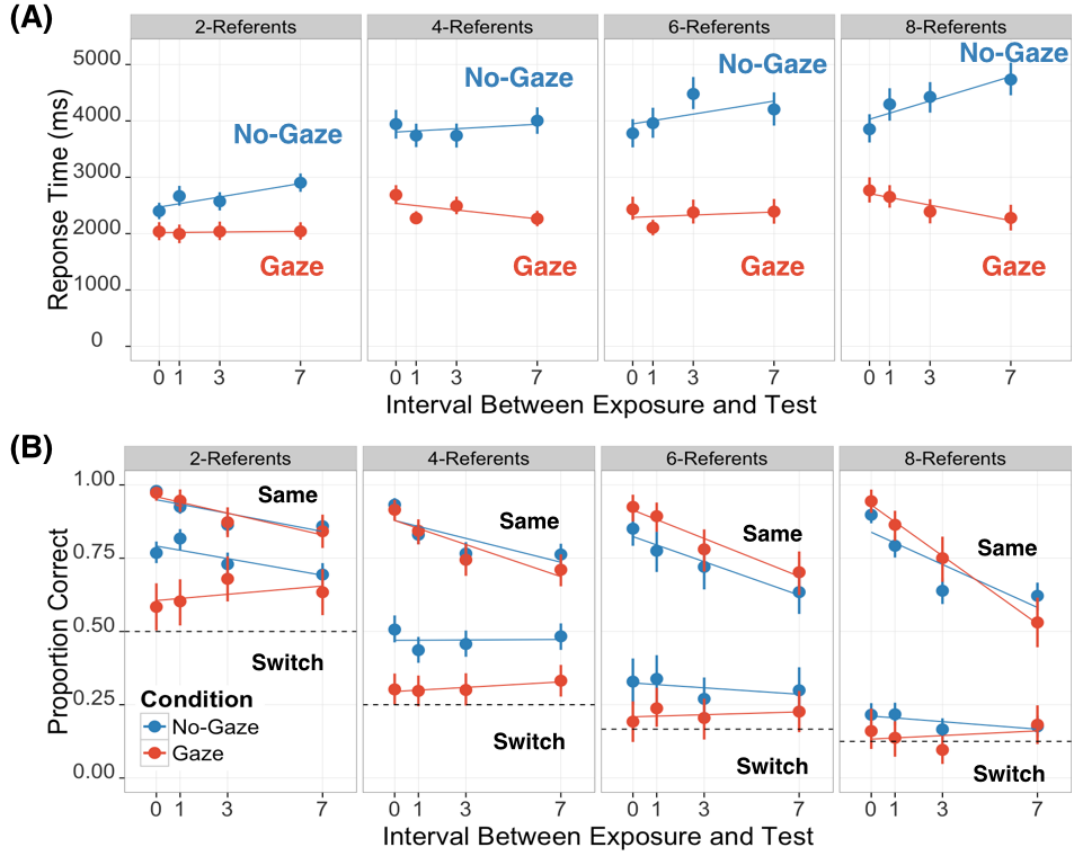 (A)
2-Referents 4-Referents 6-Referents 8-Referents
Reponse Time (ms)
5000
4000
3000
2000
1000
0
No-Gaze No-Gaze No-Gaze No-Gaze
Gaze Gaze Gaze Gaze
0 1 3 7 0 1 3 7 0 1 3 7 0 1 3 7
Interval Between Exposure and Test
(B)
2-Referents 4-Referents 6-Referents 8-Referents
Proportion Correct
1.00
0.75
0.50
0.25
0.00
Same Same Same Same
Switch Switch Switch Switch
Condition
No-Gaze
Gaze
0 1 3 7 0 1 3 7 0 1 3 7 0 1 3 7
Interval Between Exposure and Test